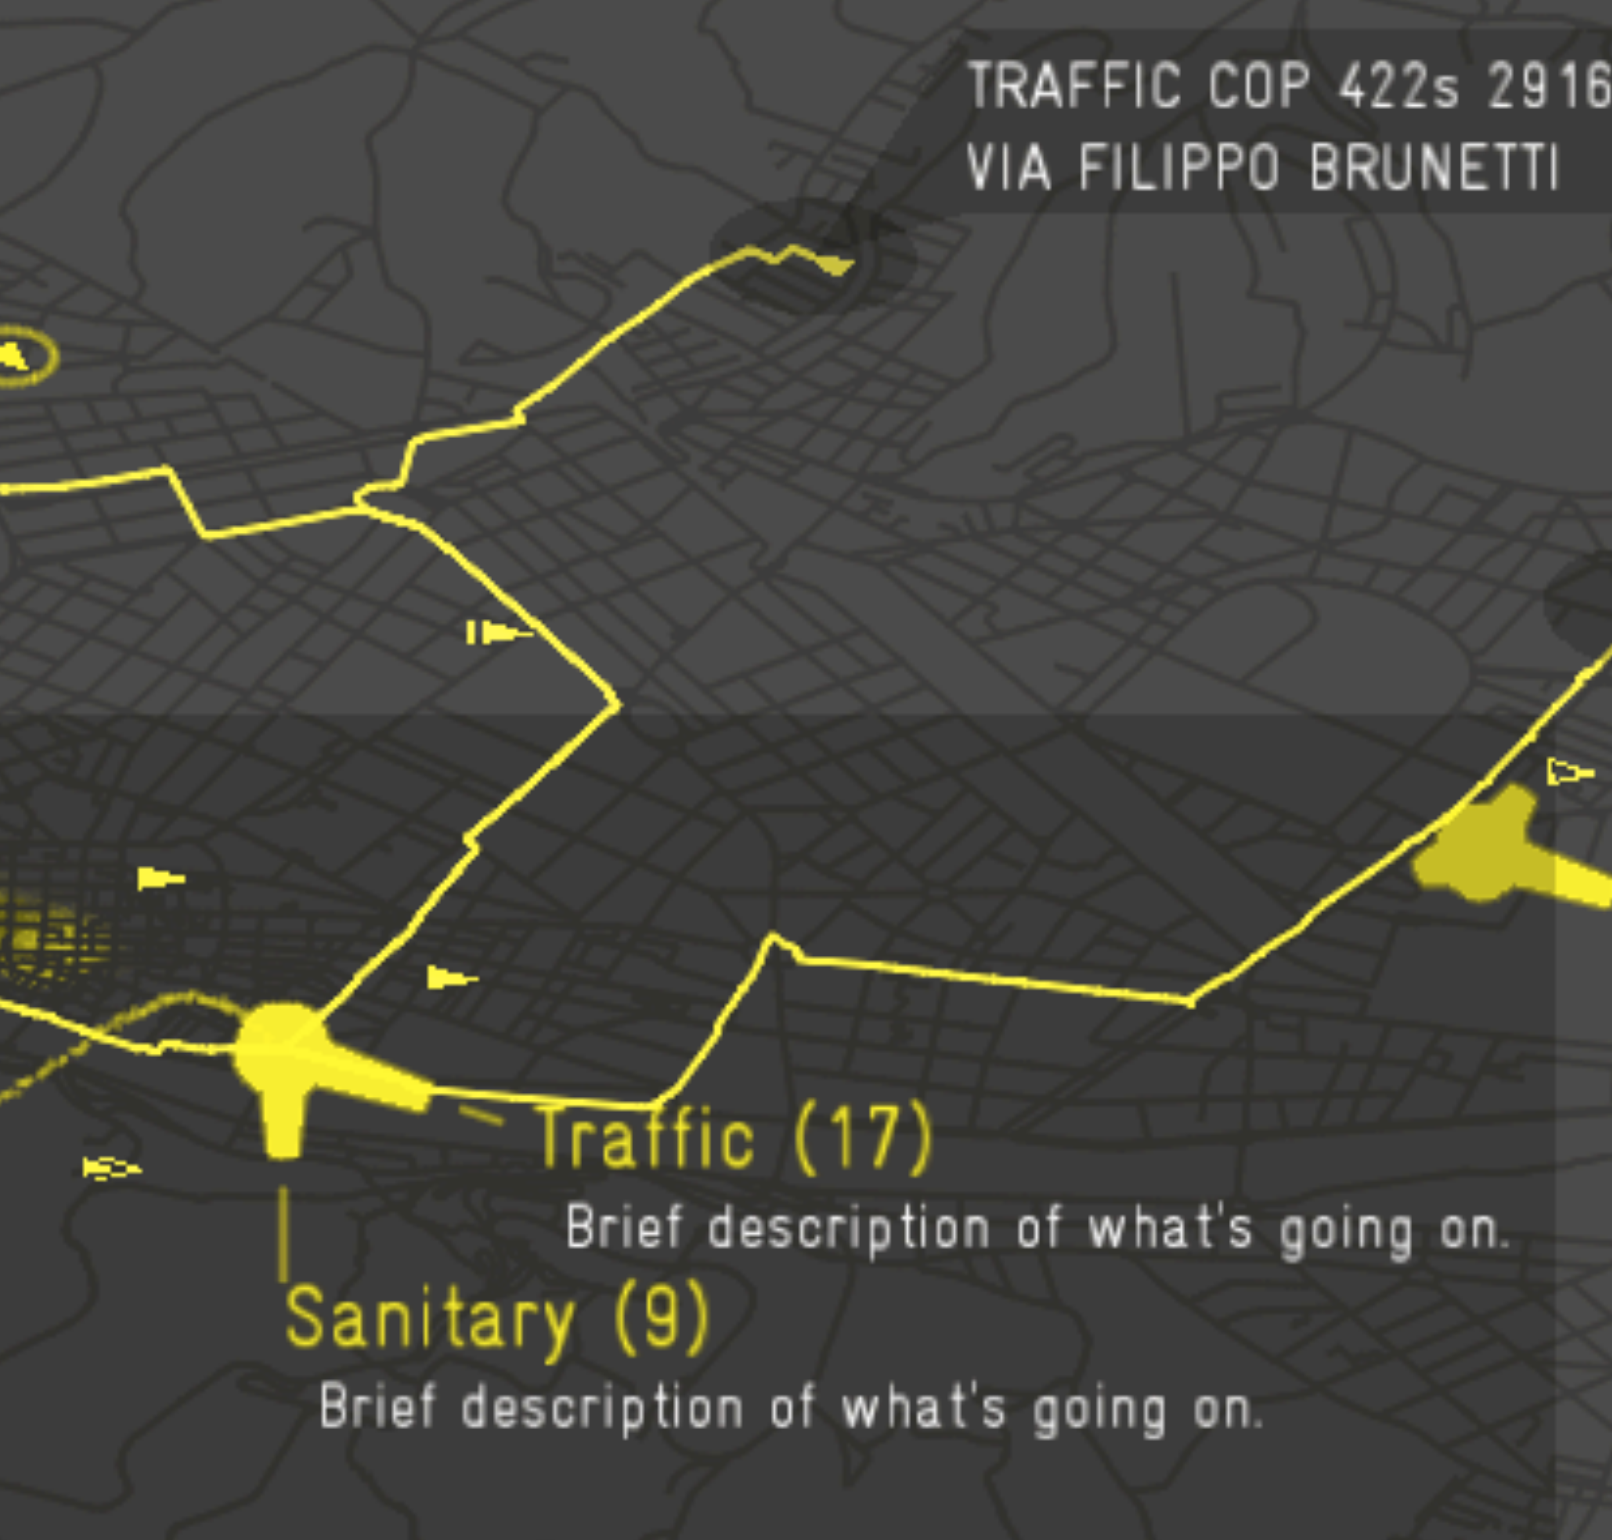 TRAFFIC COP 422s 2916
VIA FILIPPO BRUNETTI
Traffic (17)
Brief description of what's going on.
Sanitary (9)
Brief description of what's going on.